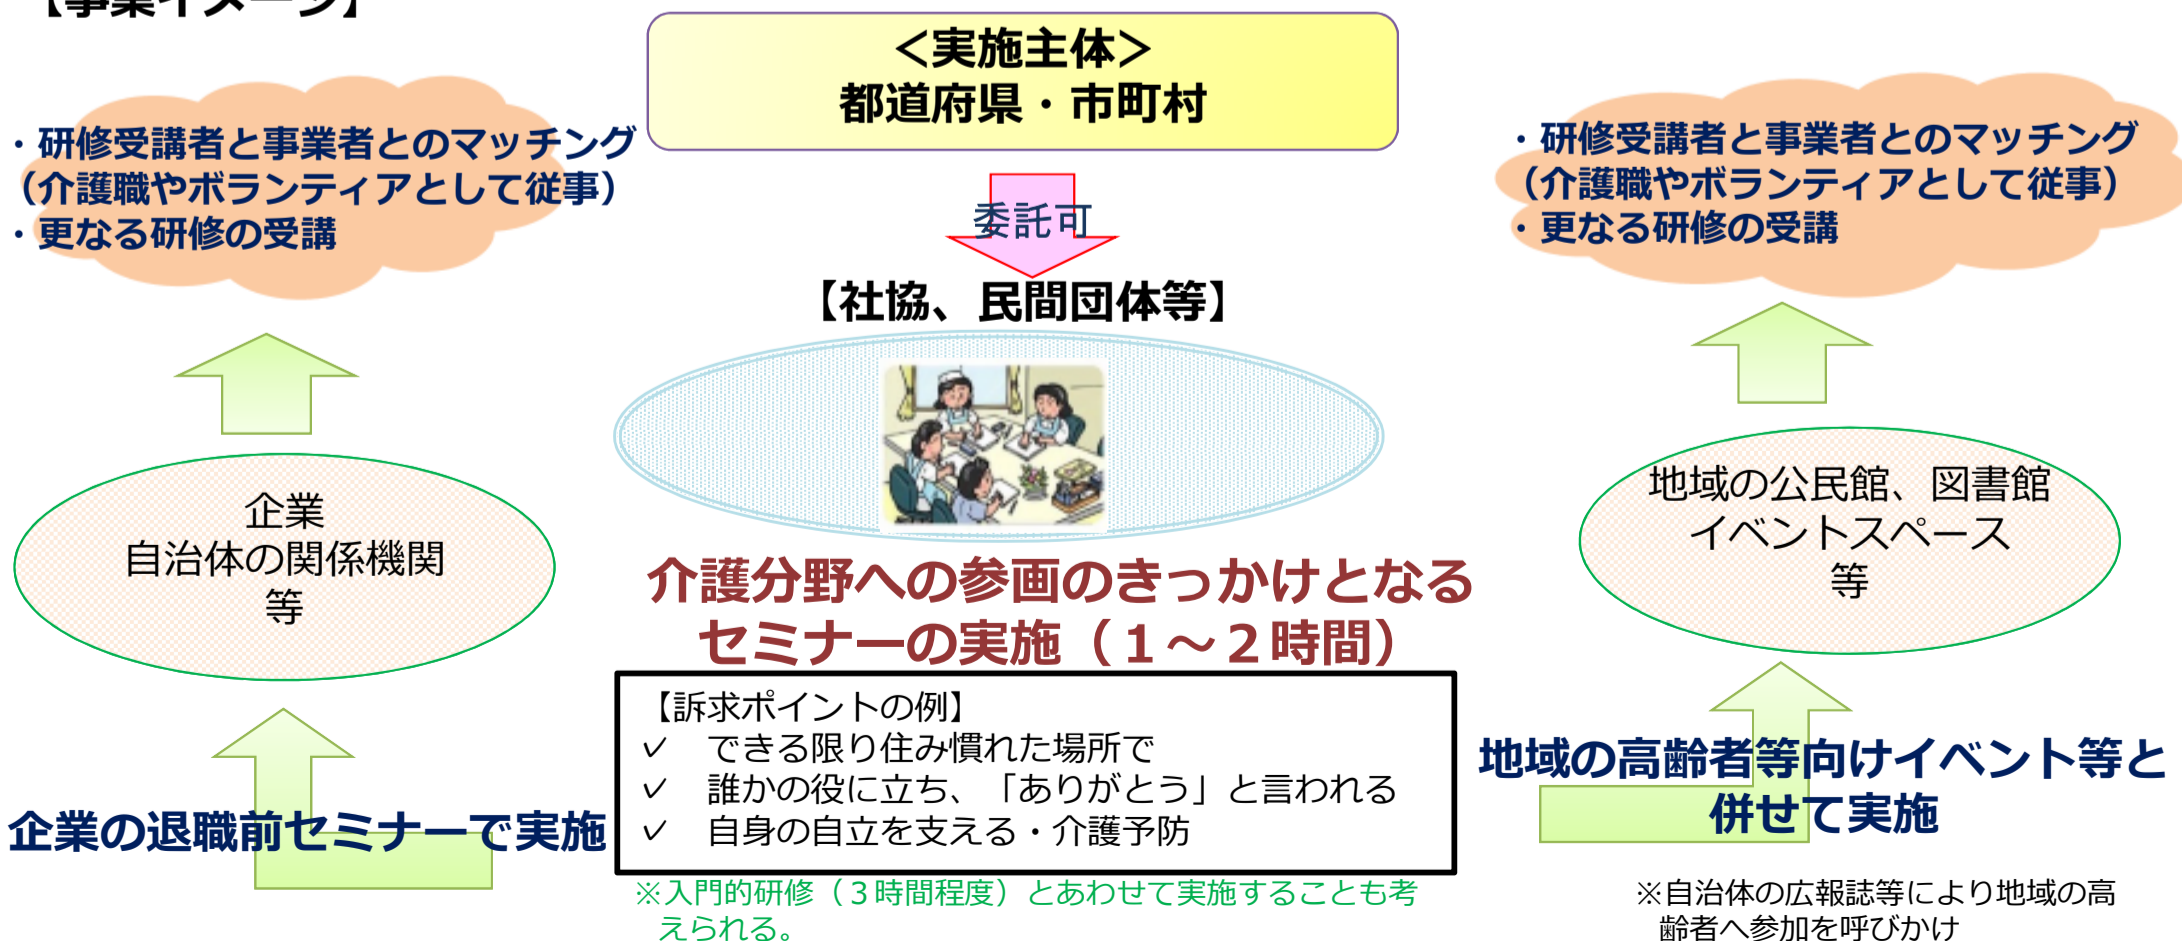 【事業イメージ】
＜実施主体＞
都道府県・市町村
・研修受講者と事業者とのマッチング
（介護職やボランティアとして従事）
・更なる研修の受講
委託可
【社協、民間団体等】
・研修受講者と事業者とのマッチング
（介護職やボランティアとして従事）
・更なる研修の受講
企業
自治体の関係機関
等
地域の公民館、図書館
イベントスペース
等
介護分野への参画のきっかけとなる
セミナーの実施（１～２時間）
【訴求ポイントの例】
✓ できる限り住み慣れた場所で
✓ 誰かの役に立ち、「ありがとう」と言われる
✓ 自身の自立を支える・介護予防
企業の退職前セミナーで実施
地域の高齢者等向けイベント等と
併せて実施
※入門的研修（３時間程度）とあわせて実施することも考
えられる。
※自治体の広報誌等により地域の高
齢者へ参加を呼びかけ